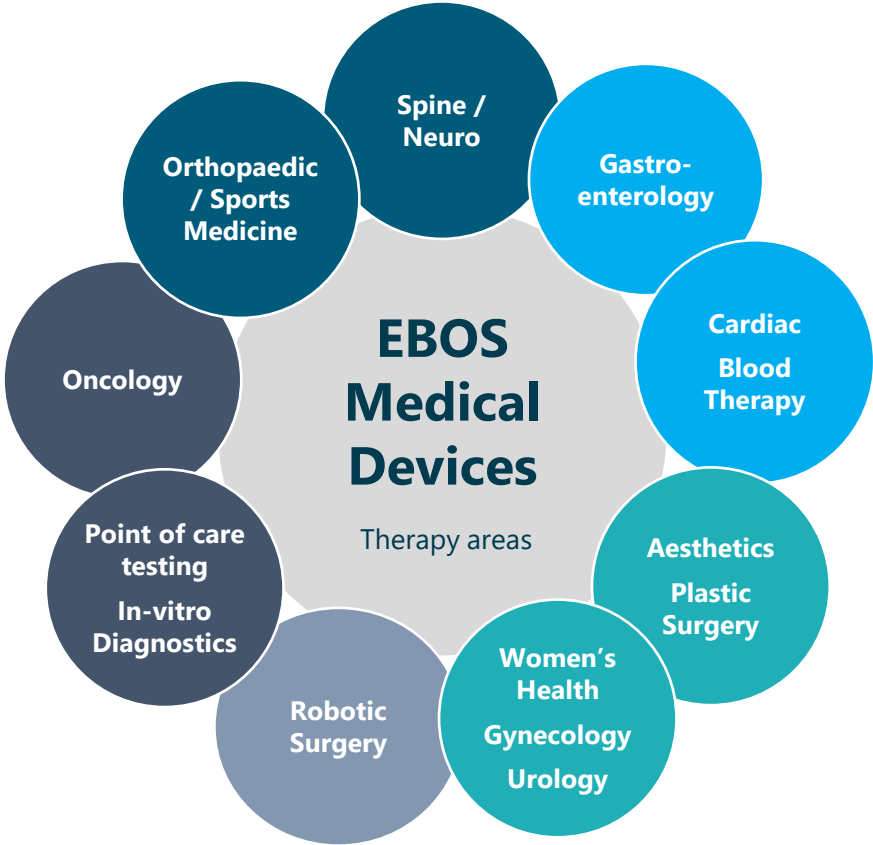 Spine /
Neuro
Gastro-
enterology
Cardiac
Blood
Therapy
Aesthetics
Plastic
Surgery
Women’s
Health
Gynecology
Urology
Robotic
Surgery
Point of care
testing
In-vitro
Diagnostics
Oncology
Orthopaedic
/ Sports
Medicine
EBOS
Medical
Devices
Therapy areas